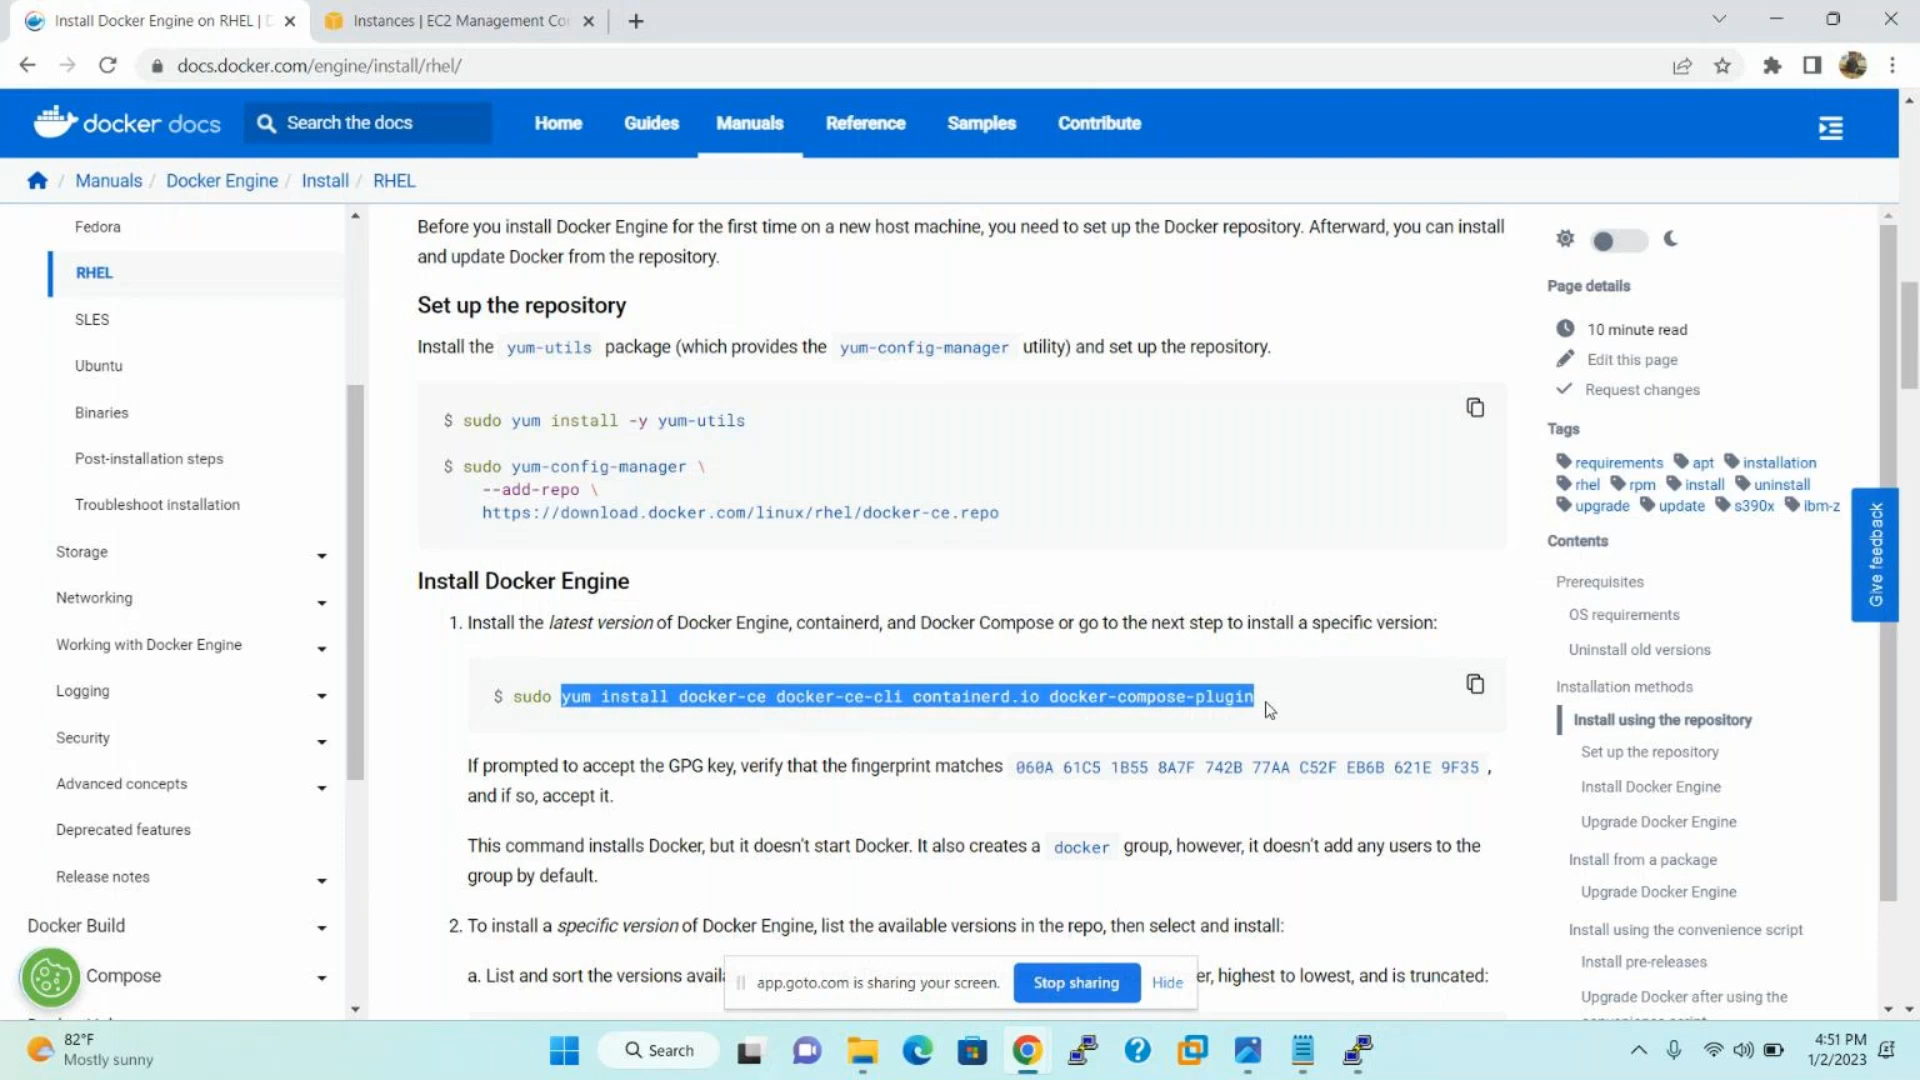 Install Docker Engine on RHEL | D
Instances | EC2 Management Co
docs.docker.com/engine/install/rhel/
docker docs
Search the docs
Home
Guides
Manuals
Reference
Samples
Contribute
/ Manuals / Docker Engine / Install / RHEL
Fedora
RHEL
SLES
Ubuntu
Binaries
Post-installation steps
Troubleshoot installation
Storage
Networking
Working with Docker Engine
Logging
Security
Advanced concepts
Deprecated features
Release notes
Docker Build
Compose
Before you install Docker Engine for the first time on a new host machine, you need to set up the Docker repository. Afterward, you can install
and update Docker from the repository.
Set up the repository
Install the yum-utils package (which provides the yum-config-manager utility) and set up the repository.
$ sudo yum install -y yum-utils
$ sudo yum-config-manager \
--add-repo \
https://download.docker.com/linux/rhel/docker-ce.repo
Install Docker Engine
1. Install the latest version of Docker Engine, containerd, and Docker Compose or go to the next step to install a specific version:
$ sudo yum install docker-ce docker-ce-cli containerd.io docker-compose-plugin
If prompted to accept the GPG key, verify that the fingerprint matches 060A 61C5 1B55 8A7F 742B 77AA C52F EB6B 621E 9F35 ,
and if so, accept it.
This command installs Docker, but it doesn't start Docker. It also creates a docker group, however, it doesn't add any users to the
group by default.
2. To install a specific version of Docker Engine, list the available versions in the repo, then select and install:
a. List and sort the versions avail
er, highest to lowest, and is truncated:
app.goto.com is sharing your screen.
Stop sharing
Hide
Page details
10 minute read
Edit this page
Request changes
Tags
requirements apt installation
rhel rpm install uninstall
upgrade update s390x ibm-z
Contents
Prerequisites
OS requirements
Uninstall old versions
Installation methods
Install using the repository
Set up the repository
Install Docker Engine
Upgrade Docker Engine
Install from a package
Upgrade Docker Engine
Install using the convenience script
Install pre-releases
Upgrade Docker after using the
Give feedback
82°F
Mostly sunny
Search
4:51 PM
1/2/2023